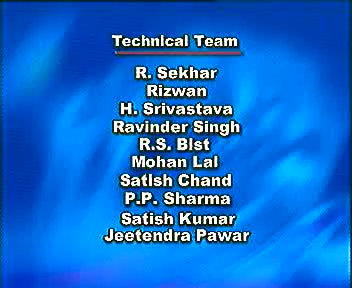 Technical Team
R. Sekhar
Rizwan
H. Srivastava
Ravinder Singh
R.S. Bist
Mohan Lal
Satish Chand
P.P. Sharma
Satish Kumar
Jeetendra Pawar